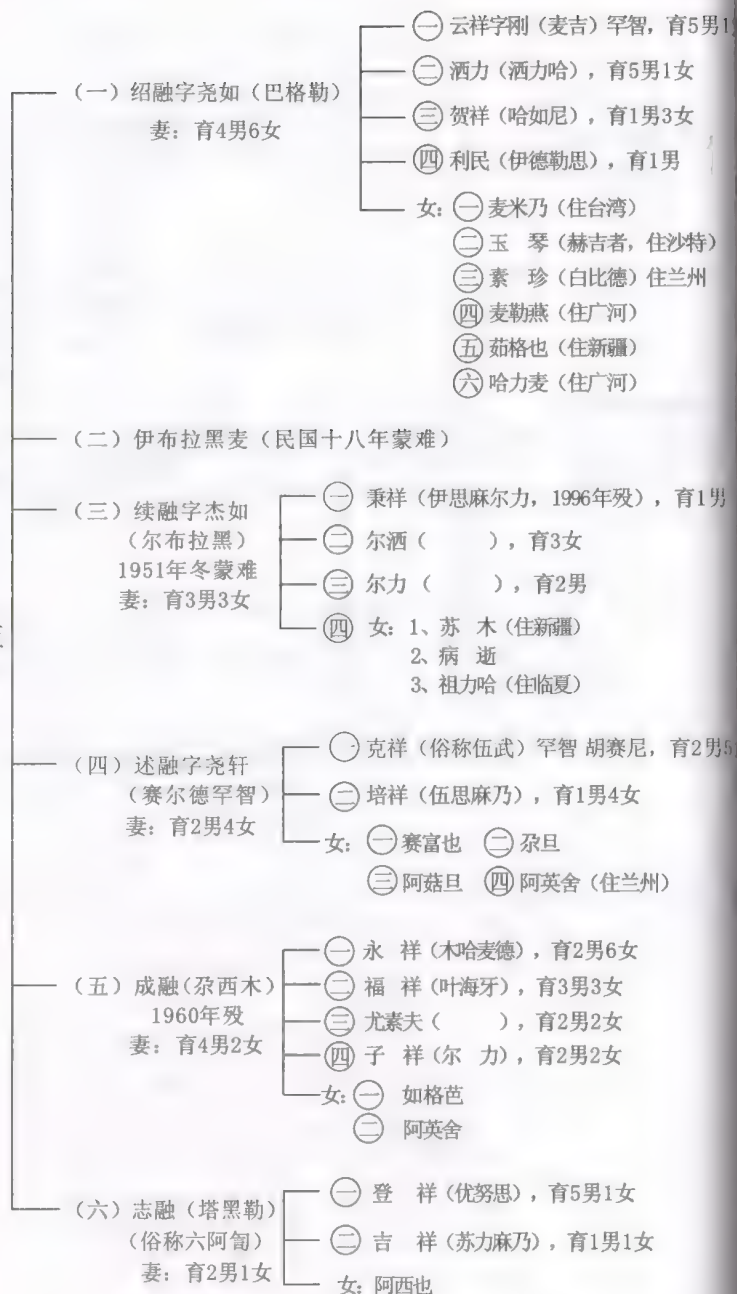 （一）绍融字尧如（巴格勒）
妻：育4男6女
㊀ 云祥字刚（麦吉）罕智，育5男1
㊁ 洒力（洒力哈），育5男1女
㊂ 贺祥（哈如尼），育1男3女
㊃ 利民（伊德勒思），育1男
女：㊀ 麦米乃（住台湾）
㊁ 玉 琴（赫吉者，住沙特）
㊂ 素 珍（白比德）住兰州
㊃ 麦勒燕（住广河）
㊄ 茹格也（住新疆）
㊅ 哈力麦（住广河）
（二）伊布拉黑麦（民国十八年蒙难）
（三）续融字杰如
（尔布拉黑）
1951年冬蒙难
妻：育3男3女
㊀ 秉祥（伊思麻尔力，1996年殁），育1男
㊁ 尔洒（ ），育3女
㊂ 尔力（ ），育2男
㊃ 女：1、苏 木（住新疆）
2、病 逝
3、祖力哈（住临夏）
（四）述融字尧轩
（赛尔德罕智）
妻：育2男4女
㊀ 克祥（俗称伍武）罕智 胡赛尼，育2男5
㊁ 培祥（伍思麻乃），育1男4女
女：㊀ 赛富也 ㊁ 尕旦
㊂ 阿菇旦 ㊃ 阿英舍（住兰州）
（五）成融（尕西木）
1960年殁
妻：育4男2女
㊀ 永 祥（木哈麦德），育2男6女
㊁ 福 祥（叶海牙），育3男3女
㊂ 尤素夫（ ），育2男2女
㊃ 子 祥（尔 力），育2男2女
女：㊀ 如格芭
㊁ 阿英舍
（六）志融（塔黑勒）
（俗称六阿訇）
妻：育2男1女
㊀ 登 祥（优努思），育5男1女
㊁ 吉 祥（苏力麻乃），育1男1女
女：阿西也